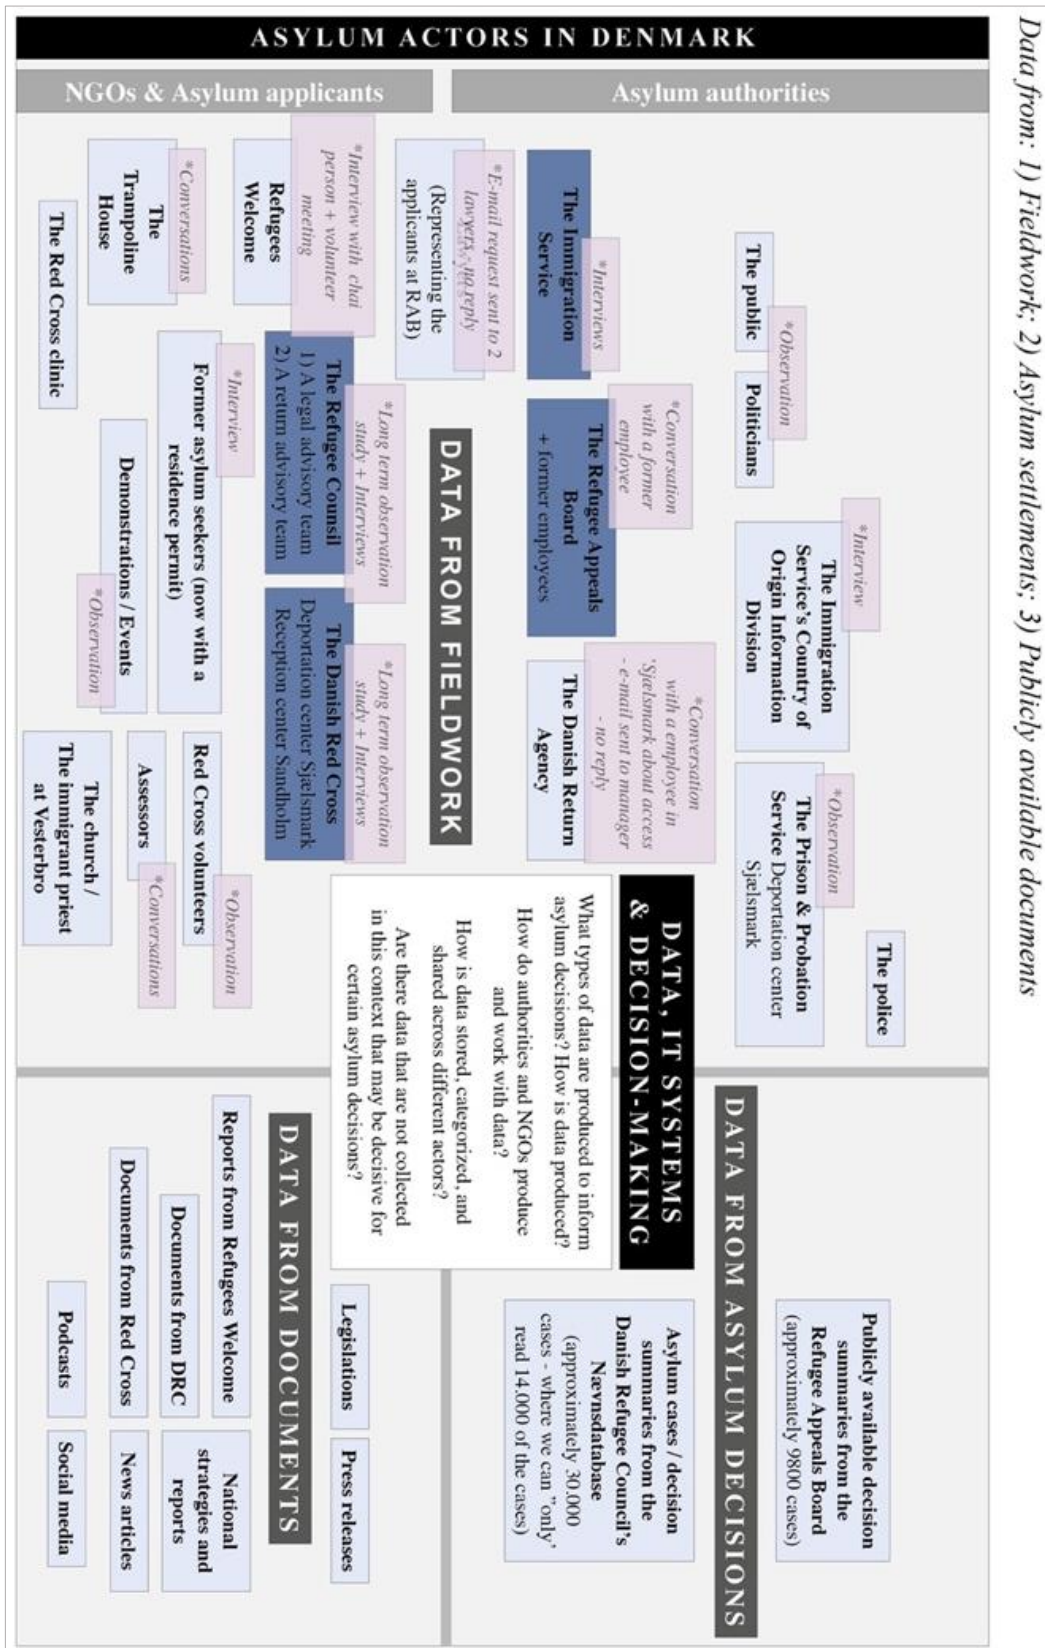 Data from: 1) Fieldwork; 2) Asylum settlements; 3) Publicly available documents
ASYLUM ACTORS IN DENMARK
Asylum authorities
NGOs & Asylum applicants
*Observation
The public
Politicians
*Interview
The Immigration
Service's Country of
Origin Information
Division
*Observation
The Prison & Probation
Service Deportation center
Sjælsmark
The police
*Interviews
The Immigration
Service
*Conversation
with a former
employee
The Refugee Appeals
Board
+ former employees
*Conversation
with a employee in
'Sjælsmark about access
- e-mail sent to manager
- no reply
The Danish Return
Agency
*E-mail request sent to 2
lawyers - no reply
(Representing the
applicants at RAB)
DATA FROM FIELDWORK
*Interview with chai
person + volunteer
meeting
Refugees
Welcome
*Long term observation
study + Interviews
The Refugee Counsil
1) A legal advisory team
2) A return advisory team
*Long term observation
study + Interviews
The Danish Red Cross
Deportation center Sjælsmark
Reception center Sandholm
*Conversations
The
Trampoline
House
The Red Cross clinic
*Interview
Former asylum seekers (now with a
residence permit)
Demonstrations / Events
*Observation
*Observation
Red Cross volunteers
Assessors
*Conversations
The church /
The immigrant priest
at Vesterbro
DATA, IT SYSTEMS
& DECISION-MAKING
What types of data are produced to inform
asylum decisions? How is data produced?
How do authorities and NGOs produce
and work with data?
How is data stored, categorized, and
shared across different actors?
Are there data that are not collected
in this context that may be decisive for
certain asylum decisions?
DATA FROM ASYLUM DECISIONS
Publicly available decision
summaries from the
Refugee Appeals Board
(approximately 9800 cases)
Asylum cases / decision
summaries from the
Danish Refugee Council's
Nævnsdatabase
(approximately 30.000
cases - where we can "only'
read 14.000 of the cases)
DATA FROM DOCUMENTS
Legislations
Press releases
Reports from Refugees Welcome
National
strategies and
reports
Documents from DRC
Documents from Red Cross
News articles
Podcasts
Social media